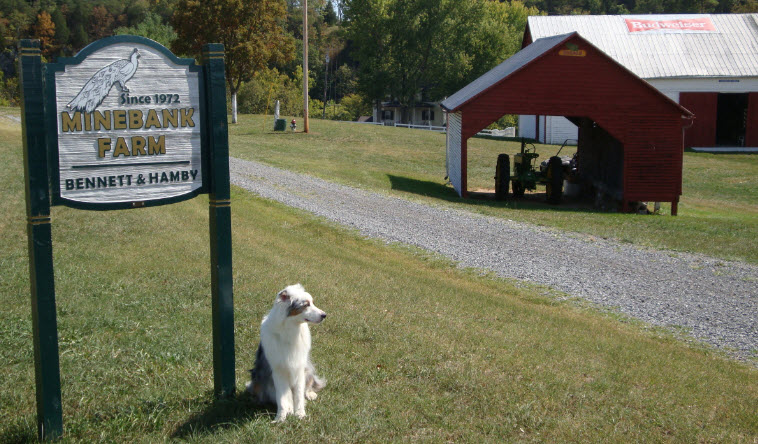 Since 1972
MINEBANK
FARM
BENNETT & HAMBY
Budweiser